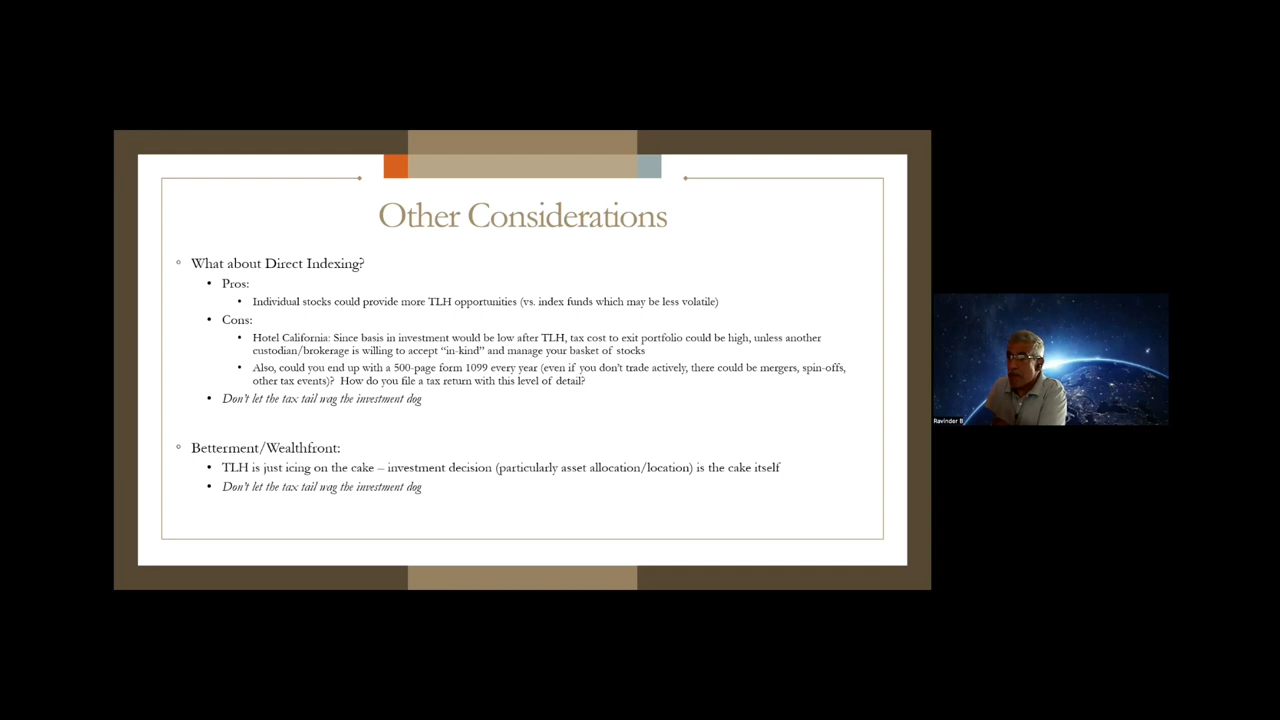 Other Considerations
What about Direct Indexing?
Pros:
Individual stocks could provide more TLH opportunities (vs. index funds which may be less volatile)
Cons:
Hotel California: Since basis in investment would be low after TLH, tax cost to exit portfolio could be high, unless another
custodian/brokerage is willing to accept “in-kind” and manage your basket of stocks
Also, could you end up with a 500-page form 1099 every year (even if you don’t trade actively, there could be mergers, spin-offs,
other tax events)? How do you file a tax return with this level of detail?
Don’t let the tax tail wag the investment dog
Betterment/Wealthfront:
TLH is just icing on the cake – investment decision (particularly asset allocation/location) is the cake itself
Don’t let the tax tail wag the investment dog
Ravinder B